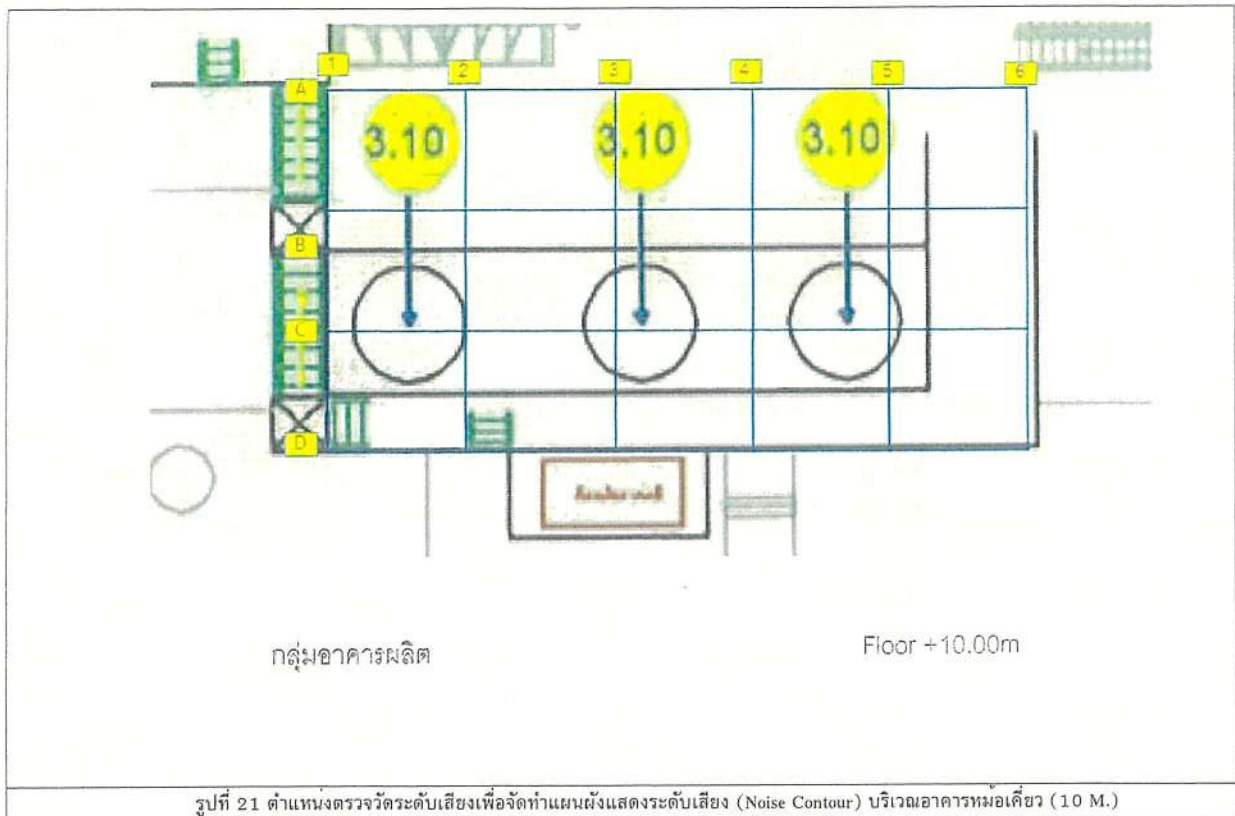 1 2 3 4 5 6
A
3.10 3.10 3.10
B
C
D
กลุ่มอาคารผลิต
Floor +10.00m
รูปที่ 21 ตำแหน่งตรวจวัดระดับเสียงเพื่อจัดทำแผนผังแสดงระดับเสียง (Noise Contour) บริเวณอาคารหม้อเคี่ยว (10 M.)